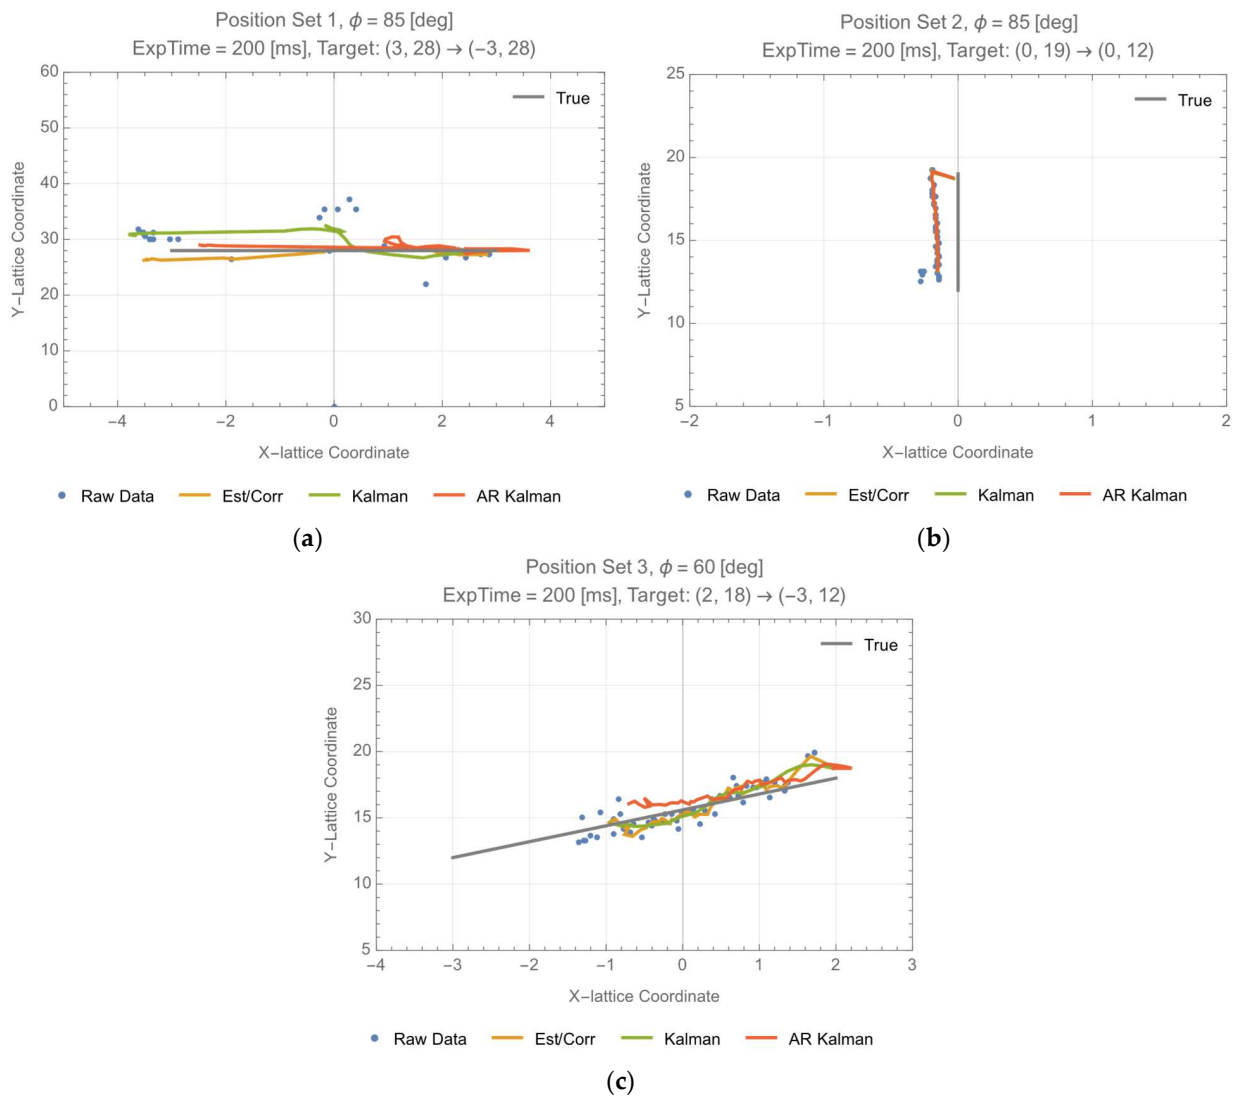 Position Set 1, ϕ = 85 [deg]
ExpTime = 200 [ms], Target: (3, 28) → (−3, 28)
60
50
40
30
20
10
0
Y−Lattice Coordinate
True
−4
−2
0
2
4
X−lattice Coordinate
Raw Data
Est/Corr
Kalman
AR Kalman
(a)
Position Set 2, ϕ = 85 [deg]
ExpTime = 200 [ms], Target: (0, 19) → (0, 12)
25
20
15
10
5
Y−Lattice Coordinate
True
−2
−1
0
1
2
X−lattice Coordinate
Raw Data
Est/Corr
Kalman
AR Kalman
(b)
Position Set 3, ϕ = 60 [deg]
ExpTime = 200 [ms], Target: (2, 18) → (−3, 12)
30
25
20
15
10
5
Y−Lattice Coordinate
True
−4
−3
−2
−1
0
1
2
3
X−lattice Coordinate
Raw Data
Est/Corr
Kalman
AR Kalman
(c)